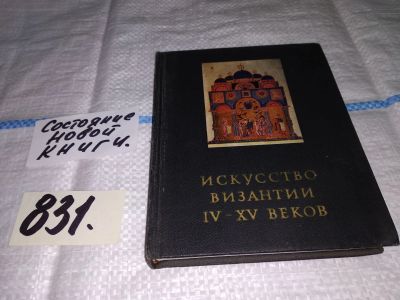 Состояние
новой
книги.
831.
ИСКУССТВО
ВИЗАНТИИ
IV–XV ВЕКОВ